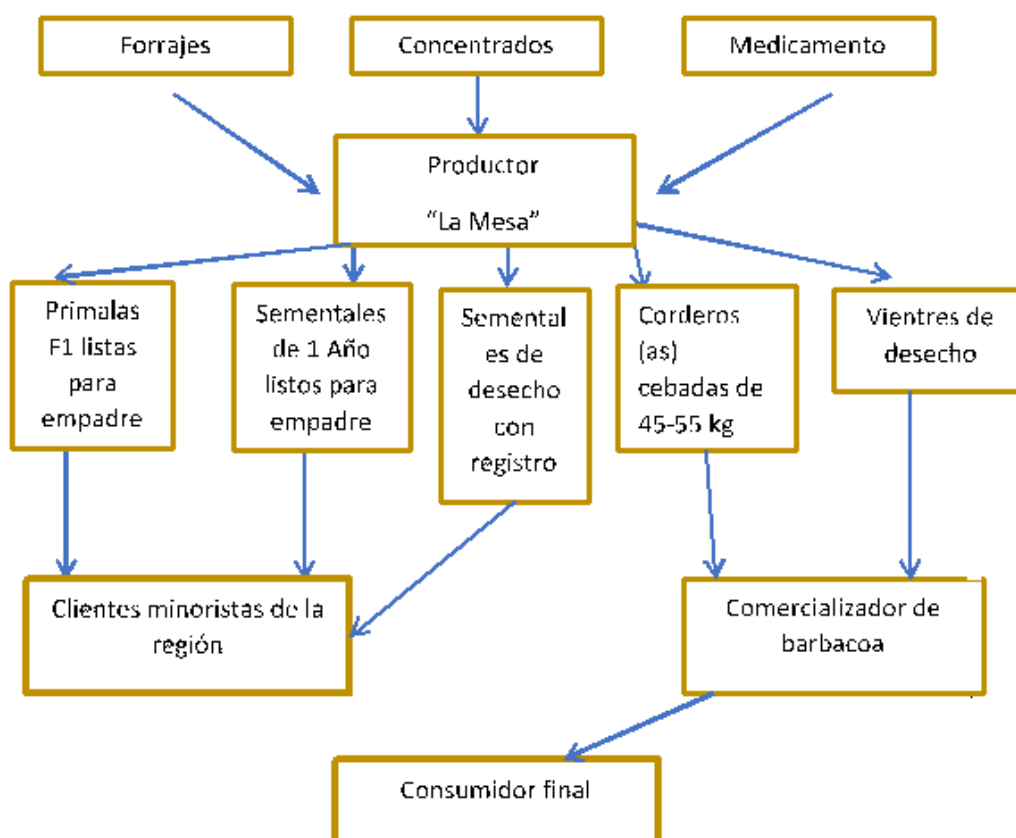 Forrajes
Concentrados
Medicamento
Productor
“La Mesa”
Primalas
F1 listas
para
empadre
Sementales
de 1 Año
listos para
empadre
Semental
es de
desecho
con
registro
Corderos
(as)
cebadas de
45-55 kg
Vientres de
desecho
Clientes minoristas de la
región
Comercializador de
barbacoa
Consumidor final